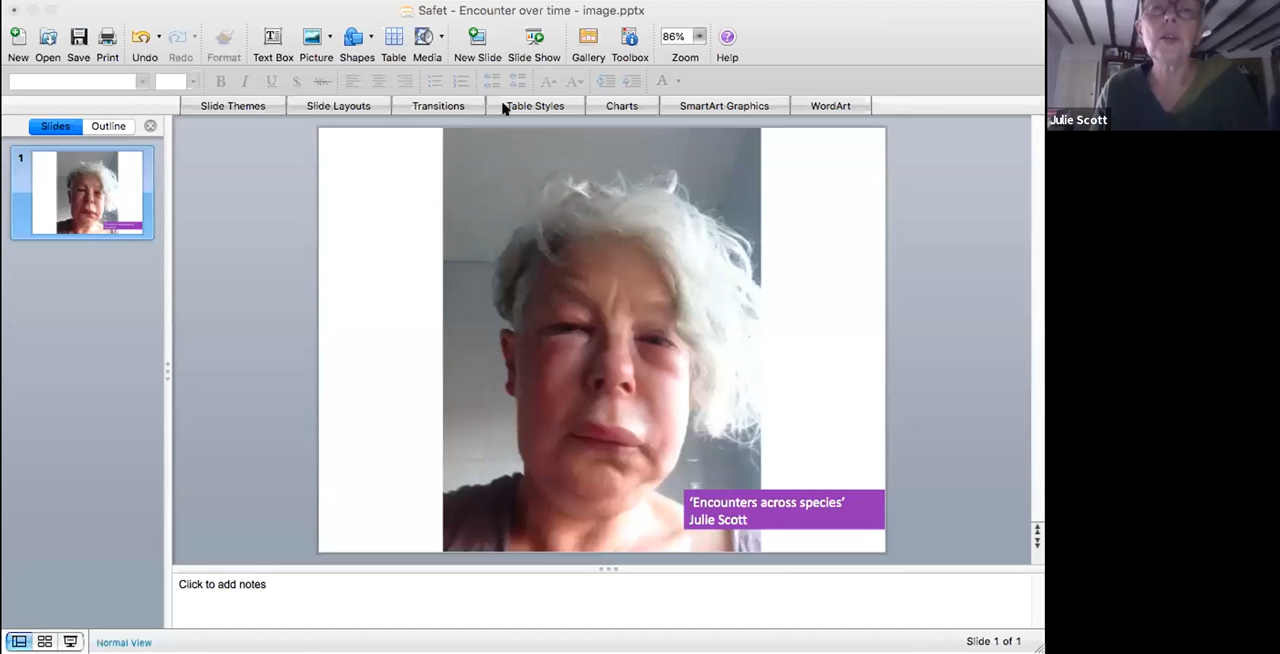 Safet - Encounter over time - image.pptx
New Open Save Print Undo Redo Format Text Box Picture Shapes Table Media New Slide Slide Show Gallery Toolbox Zoom Help
86%
B I U S ABC A A A
Slide Themes Slide Layouts Transitions Table Styles Charts SmartArt Graphics WordArt
Slides Outline
1
'Encounters across species'
Julie Scott
Click to add notes
Normal View
Slide 1 of 1
Julie Scott